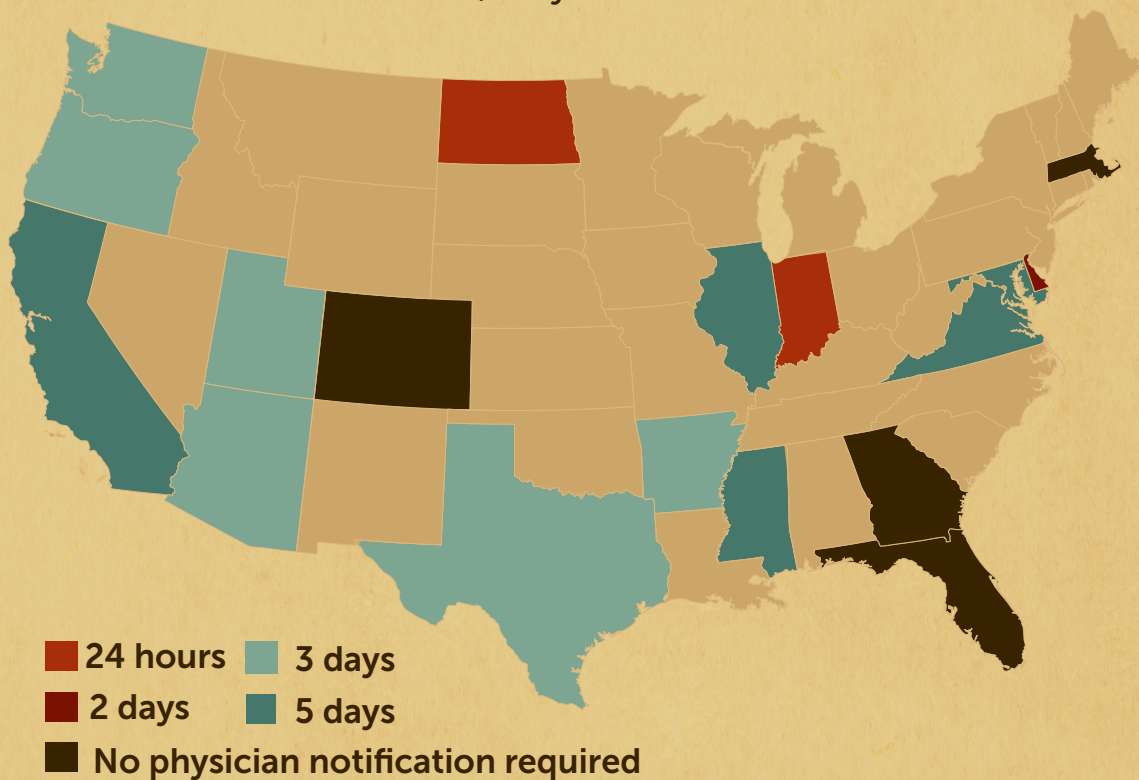 24 hours
3 days
2 days
5 days
No physician notification required